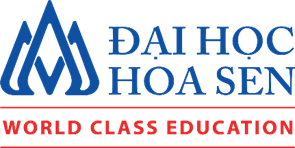 ĐẠI HỌC
HOA SEN
WORLD CLASS EDUCATION